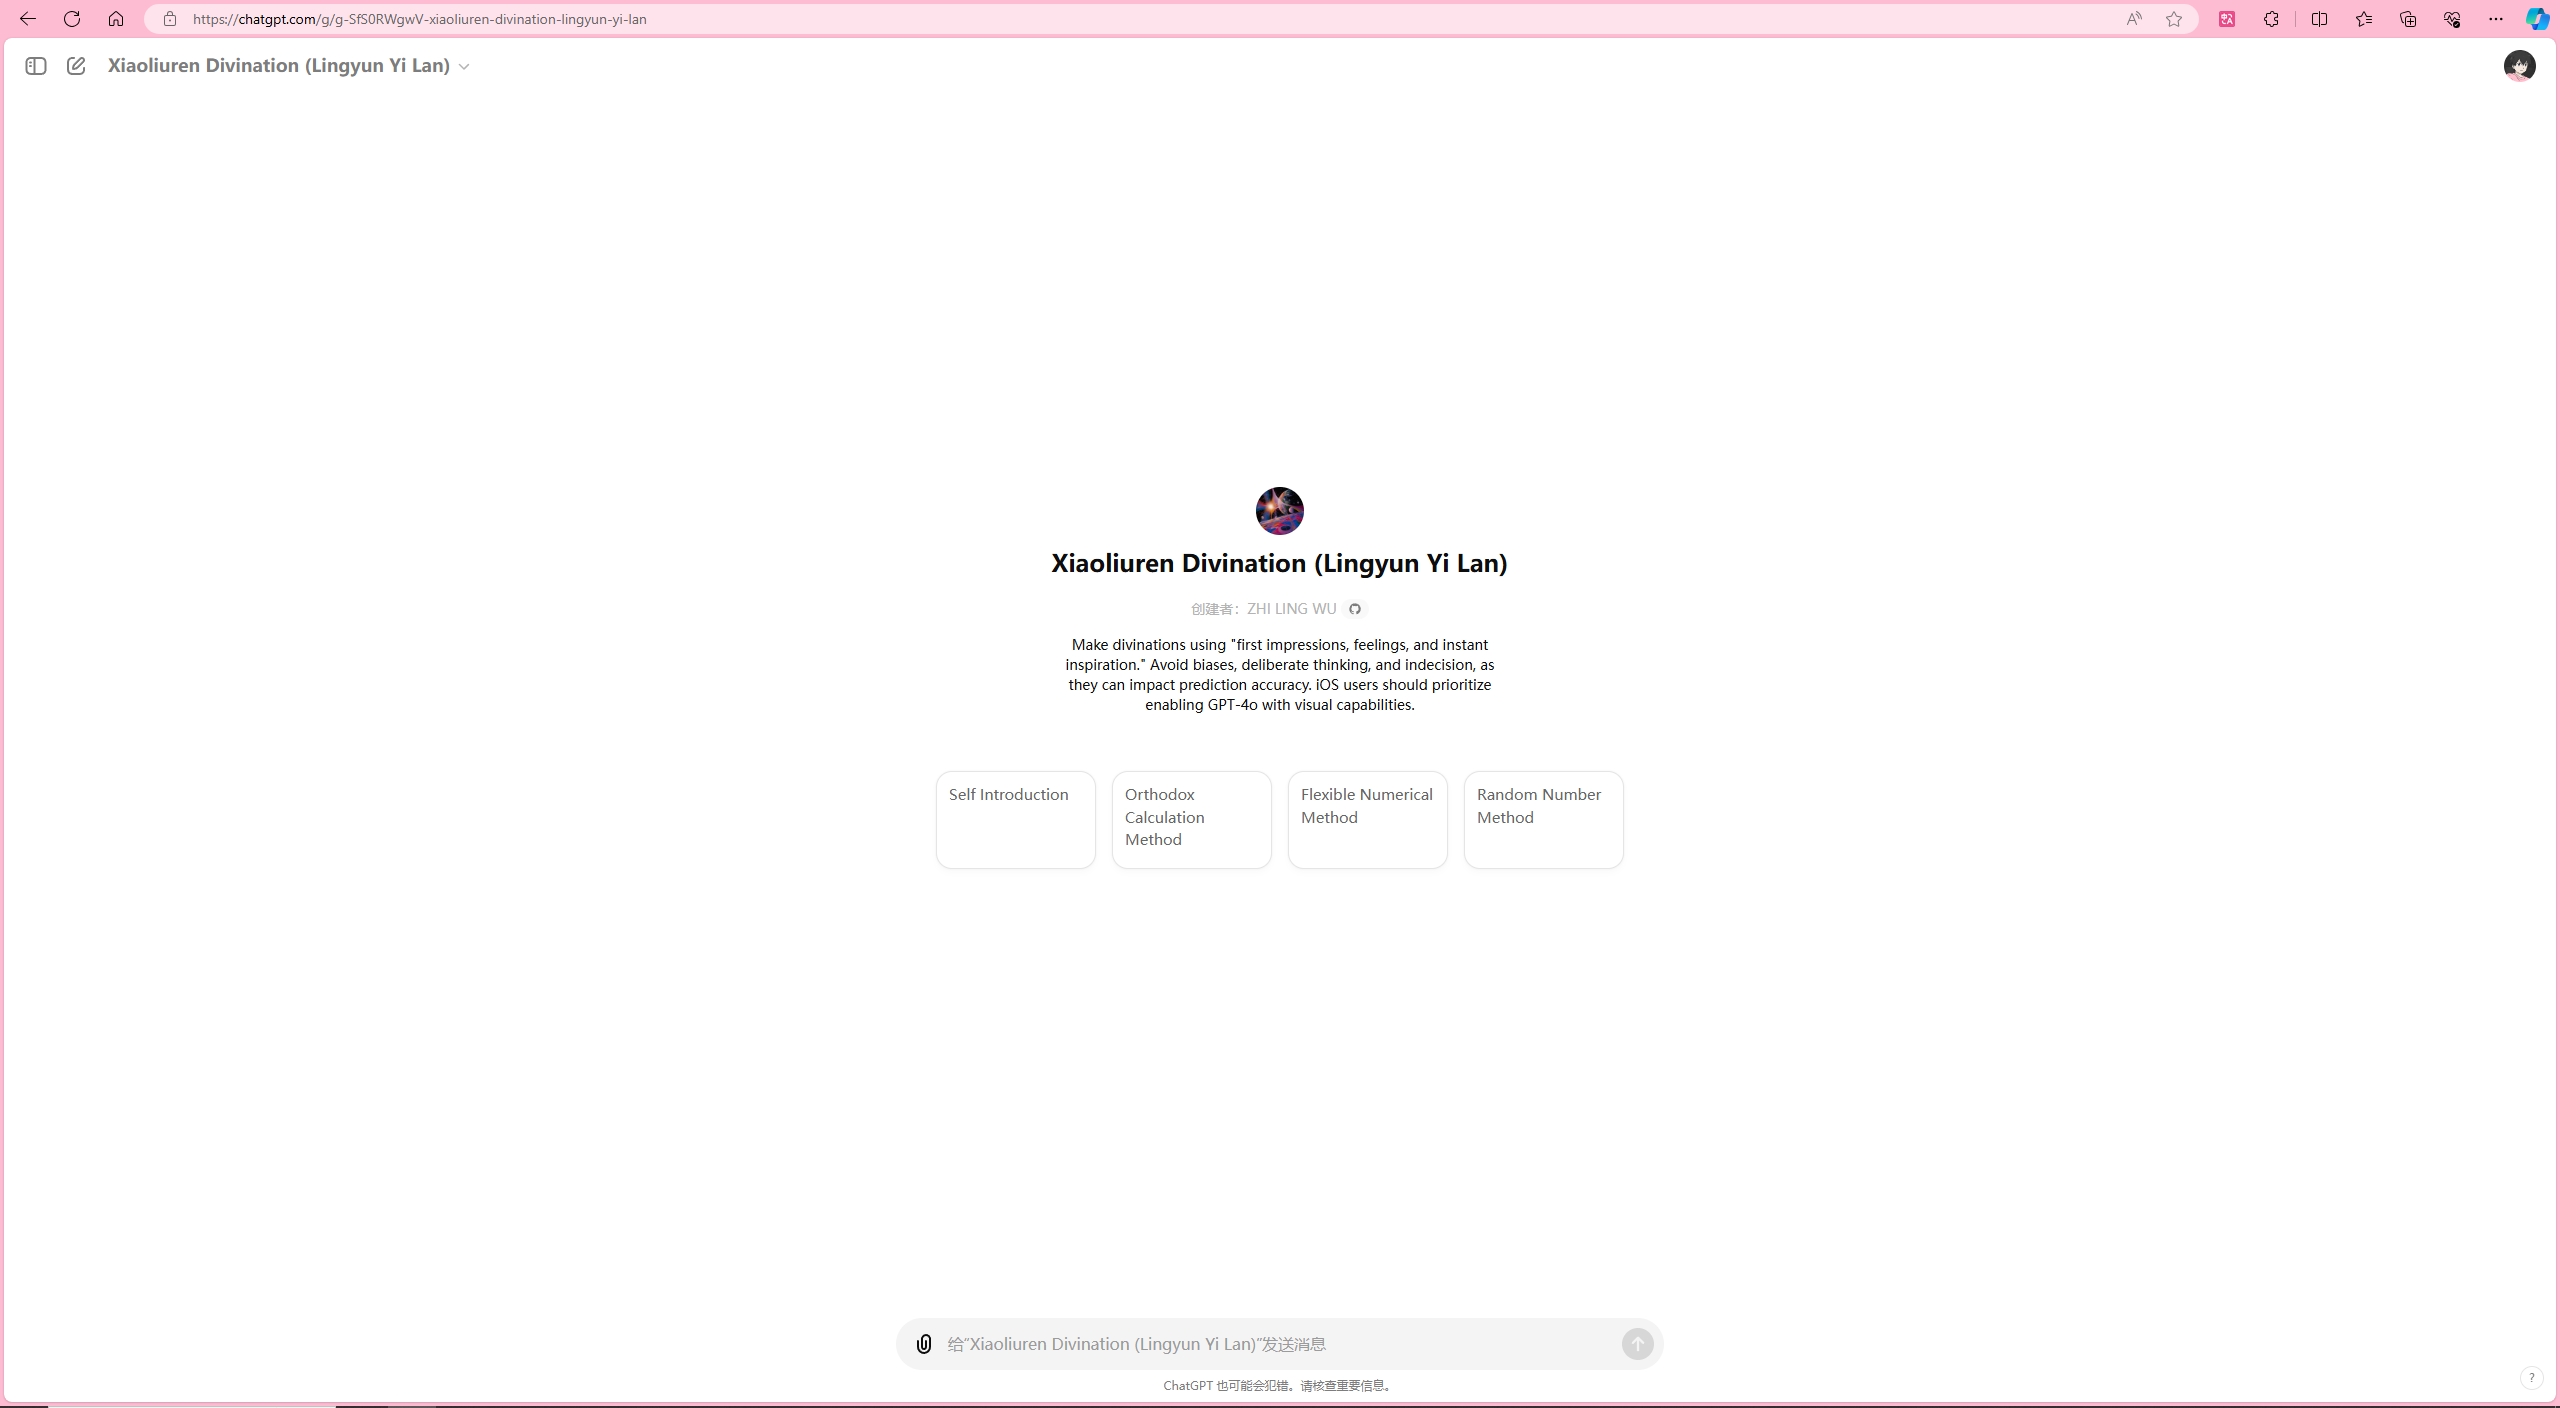 https://chatgpt.com/g/g-SfS0RWgwV-xiaoliuren-divination-lingyun-yi-lan
Xiaoliuren Divination (Lingyun Yi Lan)
Xiaoliuren Divination (Lingyun Yi Lan)
创建者：ZHI LING WU
Make divinations using "first impressions, feelings, and instant
inspiration." Avoid biases, deliberate thinking, and indecision, as
they can impact prediction accuracy. iOS users should prioritize
enabling GPT-4o with visual capabilities.
Self Introduction
Orthodox
Calculation
Method
Flexible Numerical
Method
Random Number
Method
给“Xiaoliuren Divination (Lingyun Yi Lan)”发送消息
ChatGPT 也可能会犯错。请核查重要信息。
?